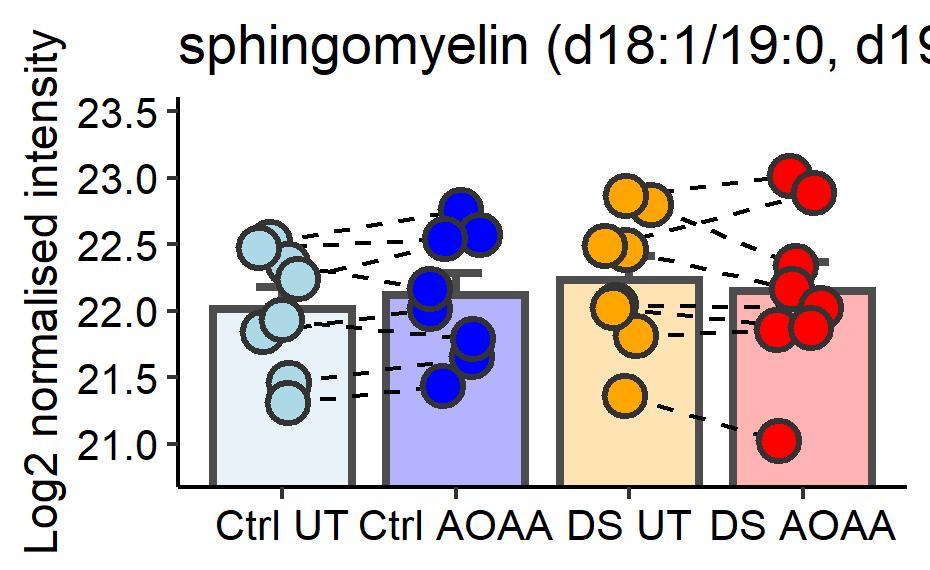 sphingomyelin (d18:1/19:0, d19
Log2 normalised intensity
23.5
23.0
22.5
22.0
21.5
21.0
Ctrl UT Ctrl AOAA DS UT DS AOAA